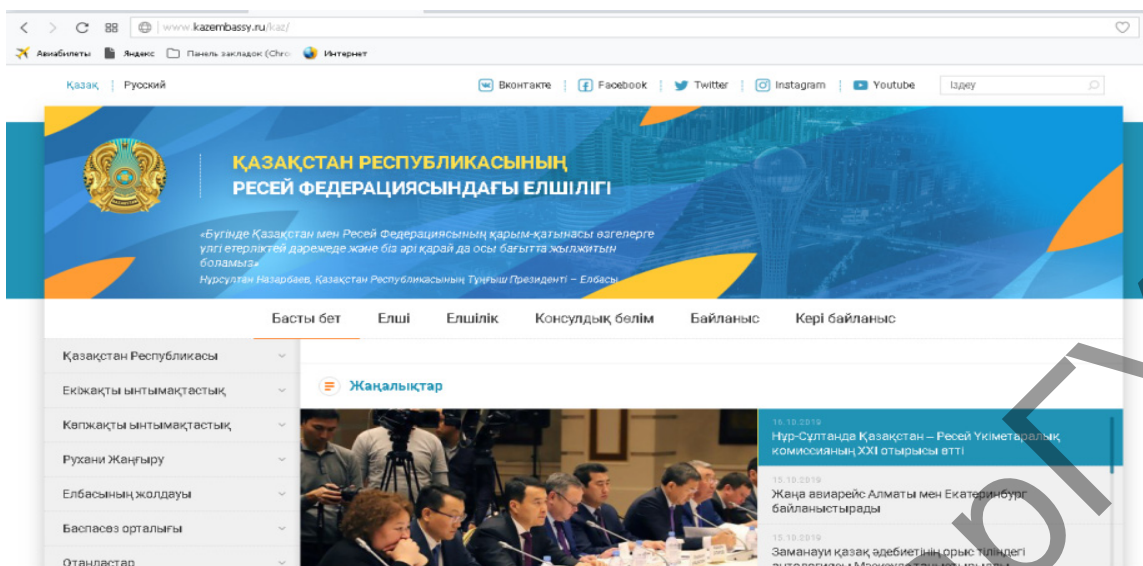 www.kazembassy.ru/kaz/
Авиабилеты Яндекс Панель закладок (Chro Интернет
Қазақ Русский Вконтакте Facebook Twitter Instagram Youtube Іздеу
ҚАЗАҚСТАН РЕСПУБЛИКАСЫНЫҢ
РЕСЕЙ ФЕДЕРАЦИЯСЫНДАҒЫ ЕЛШІЛІГІ
«Бүгінде Қазақстан мен Ресей Федерациясының қарым-қатынасы өзгелерге
үлгі етерліктей дәрежеде және біз әрі қарай да осы бағытта жылжитын
боламыз»
Нұрсұлтан Назарбаев, Қазақстан Республикасының Тұңғыш Президенті – Елбасы
Басты бет Елші Елшілік Консулдық бөлім Байланыс Кері байланыс
Қазақстан Республикасы
Екіжақты ынтымақтастық
Көпжақты ынтымақтастық
Рухани Жаңғыру
Елбасының жолдауы
Баспасөз орталығы
Отандастар
Жаңалықтар
16.10.2019
Нұр-Сұлтанда Қазақстан – Ресей Үкіметаралық
комиссияның XXI отырысы өтті
15.10.2019
Жаңа авиарейс Алматы мен Екатеринбург
байланыстырады
15.10.2019
Заманауи қазақ әдебиетінің орыс тіліндегі
антологиясы Мәскеуде таныстырылды